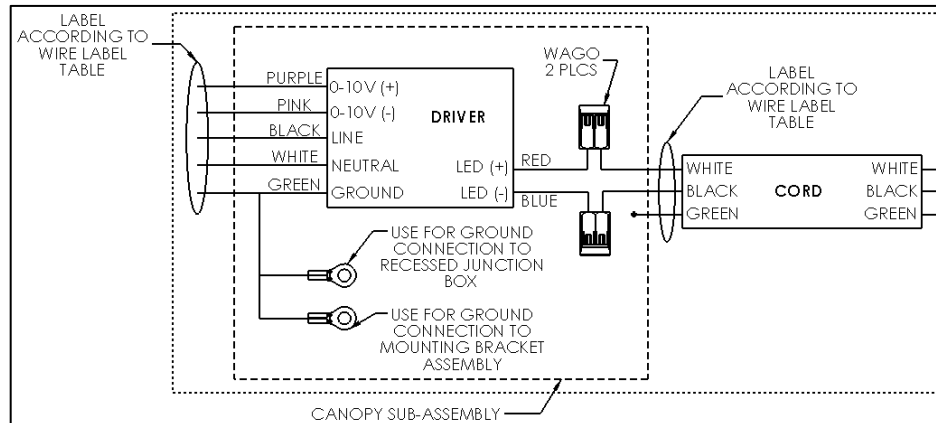 LABEL
ACCORDING TO
WIRE LABEL
TABLE
PURPLE
PINK
BLACK
WHITE
GREEN
0-10V (+)
0-10V (-)
LINE
NEUTRAL
GROUND
DRIVER
LED (+)
LED (-)
RED
BLUE
WAGO
2 PLCS
LABEL
ACCORDING TO
WIRE LABEL
TABLE
WHITE
BLACK
GREEN
CORD
WHITE
BLACK
GREEN
USE FOR GROUND
CONNECTION TO
RECESSED JUNCTION
BOX
USE FOR GROUND
CONNECTION TO
MOUNTING BRACKET
ASSEMBLY
CANOPY SUB-ASSEMBLY